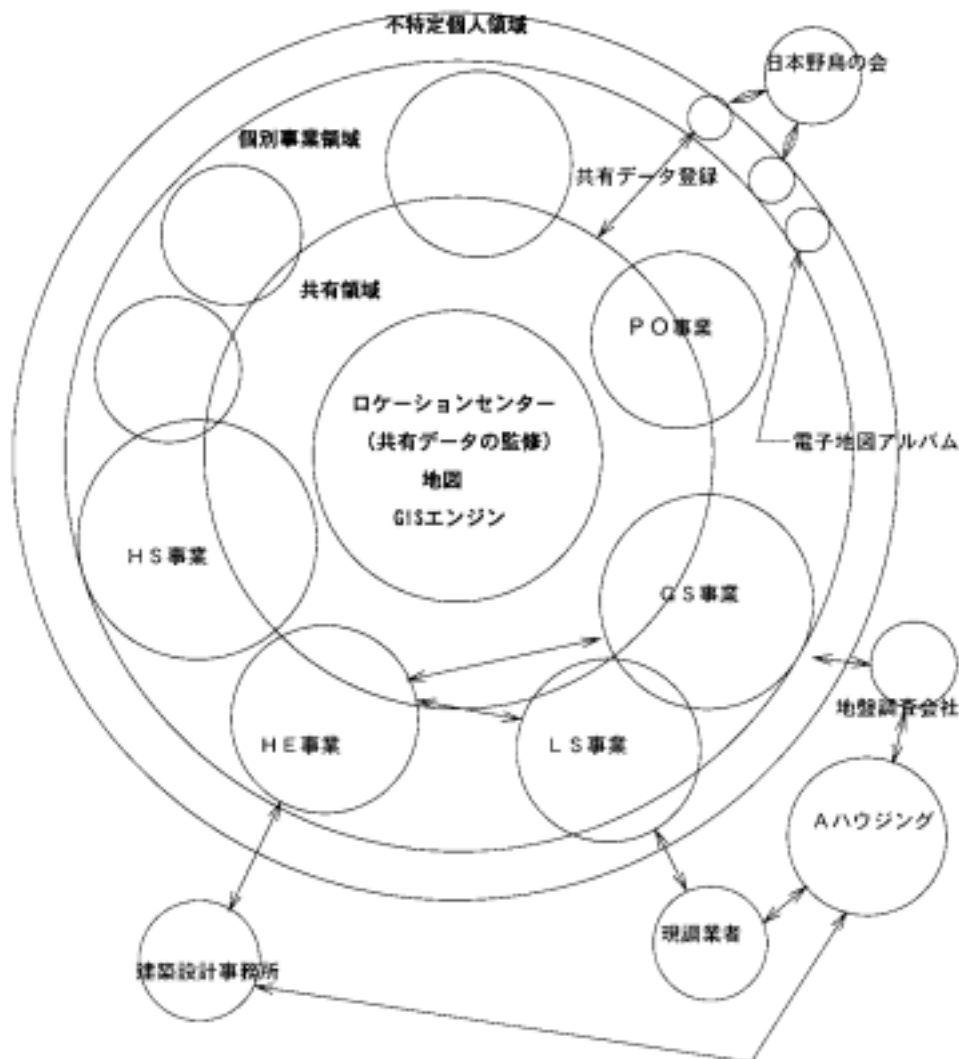 不特定個人領域
日本野鳥の会
個別事業領域
共有データ登録
共有領域
PO事業
ロケーションセンター
(共有データの監修)
地図
GISエンジン
電子地図アルバム
HS事業
GS事業
地盤調査会社
HE事業
LS事業
Aハウジング
現調業者
建築設計事務所